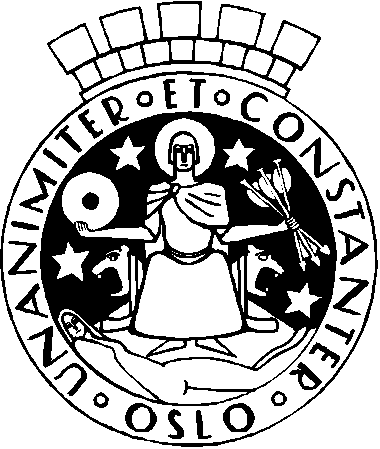 UNANIMITER ET CONSTANTER
OSLO